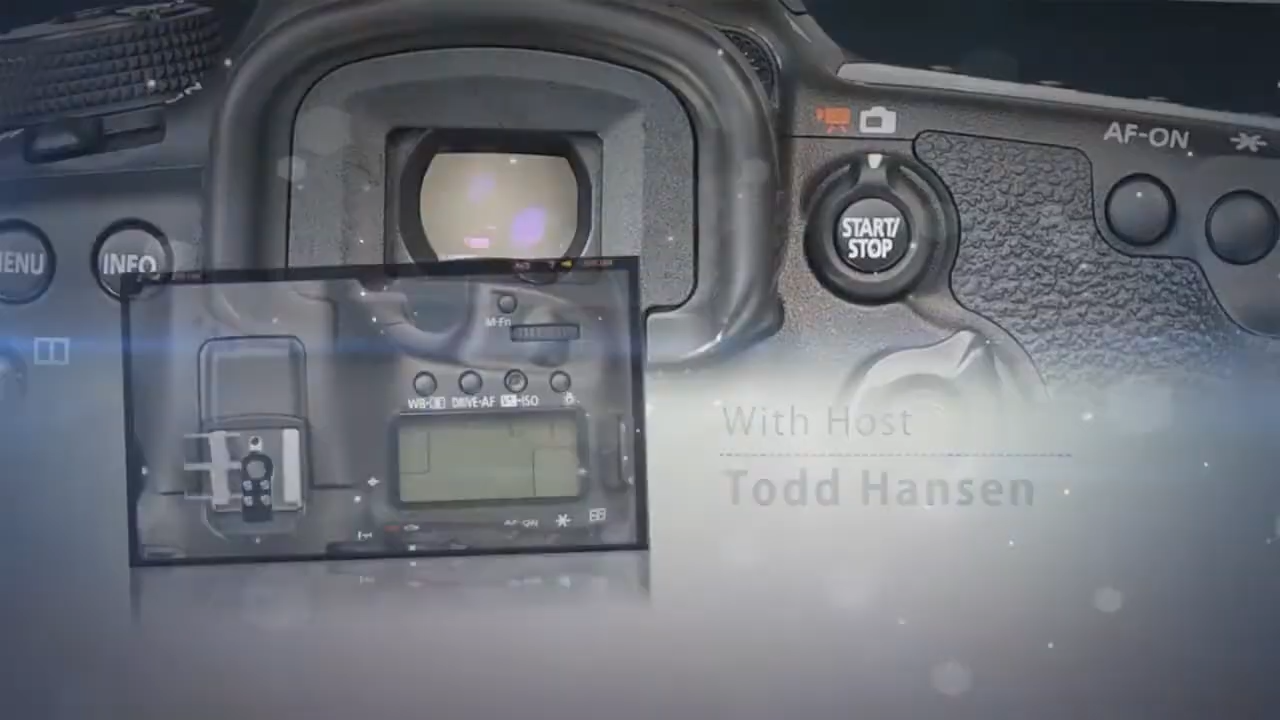 AF-ON
START/
STOP
MENU
INFO
M-Fn
WB
DRIVE•AF
ISO
With Host
Todd Hansen
AF-ON